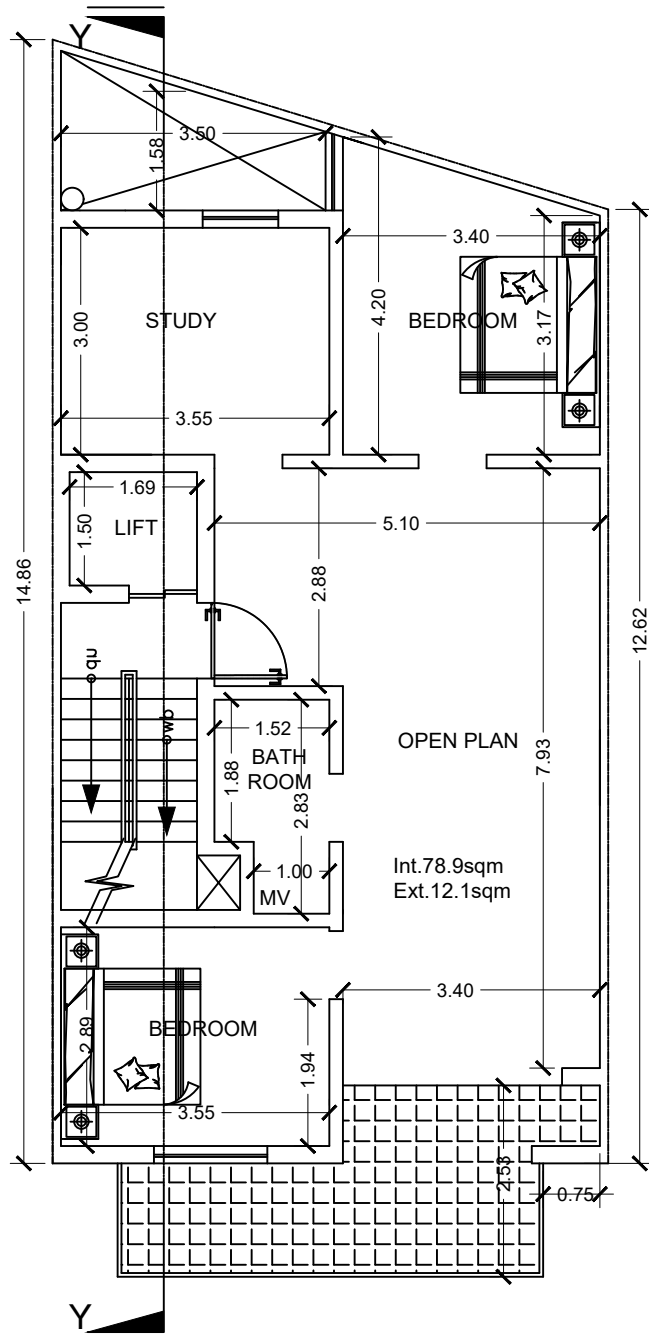 Y
3.50
1.58
3.40
4.20
3.17
3.00
STUDY
BEDROOM
3.55
1.69
1.50
LIFT
5.10
2.88
14.86
12.62
up
wb
1.52
BATH
ROOM
1.88
2.83
OPEN PLAN
7.93
1.00
MV
Int.78.9sqm
Ext.12.1sqm
3.40
2.89
BEDROOM
1.94
3.55
2.53
0.75
Y